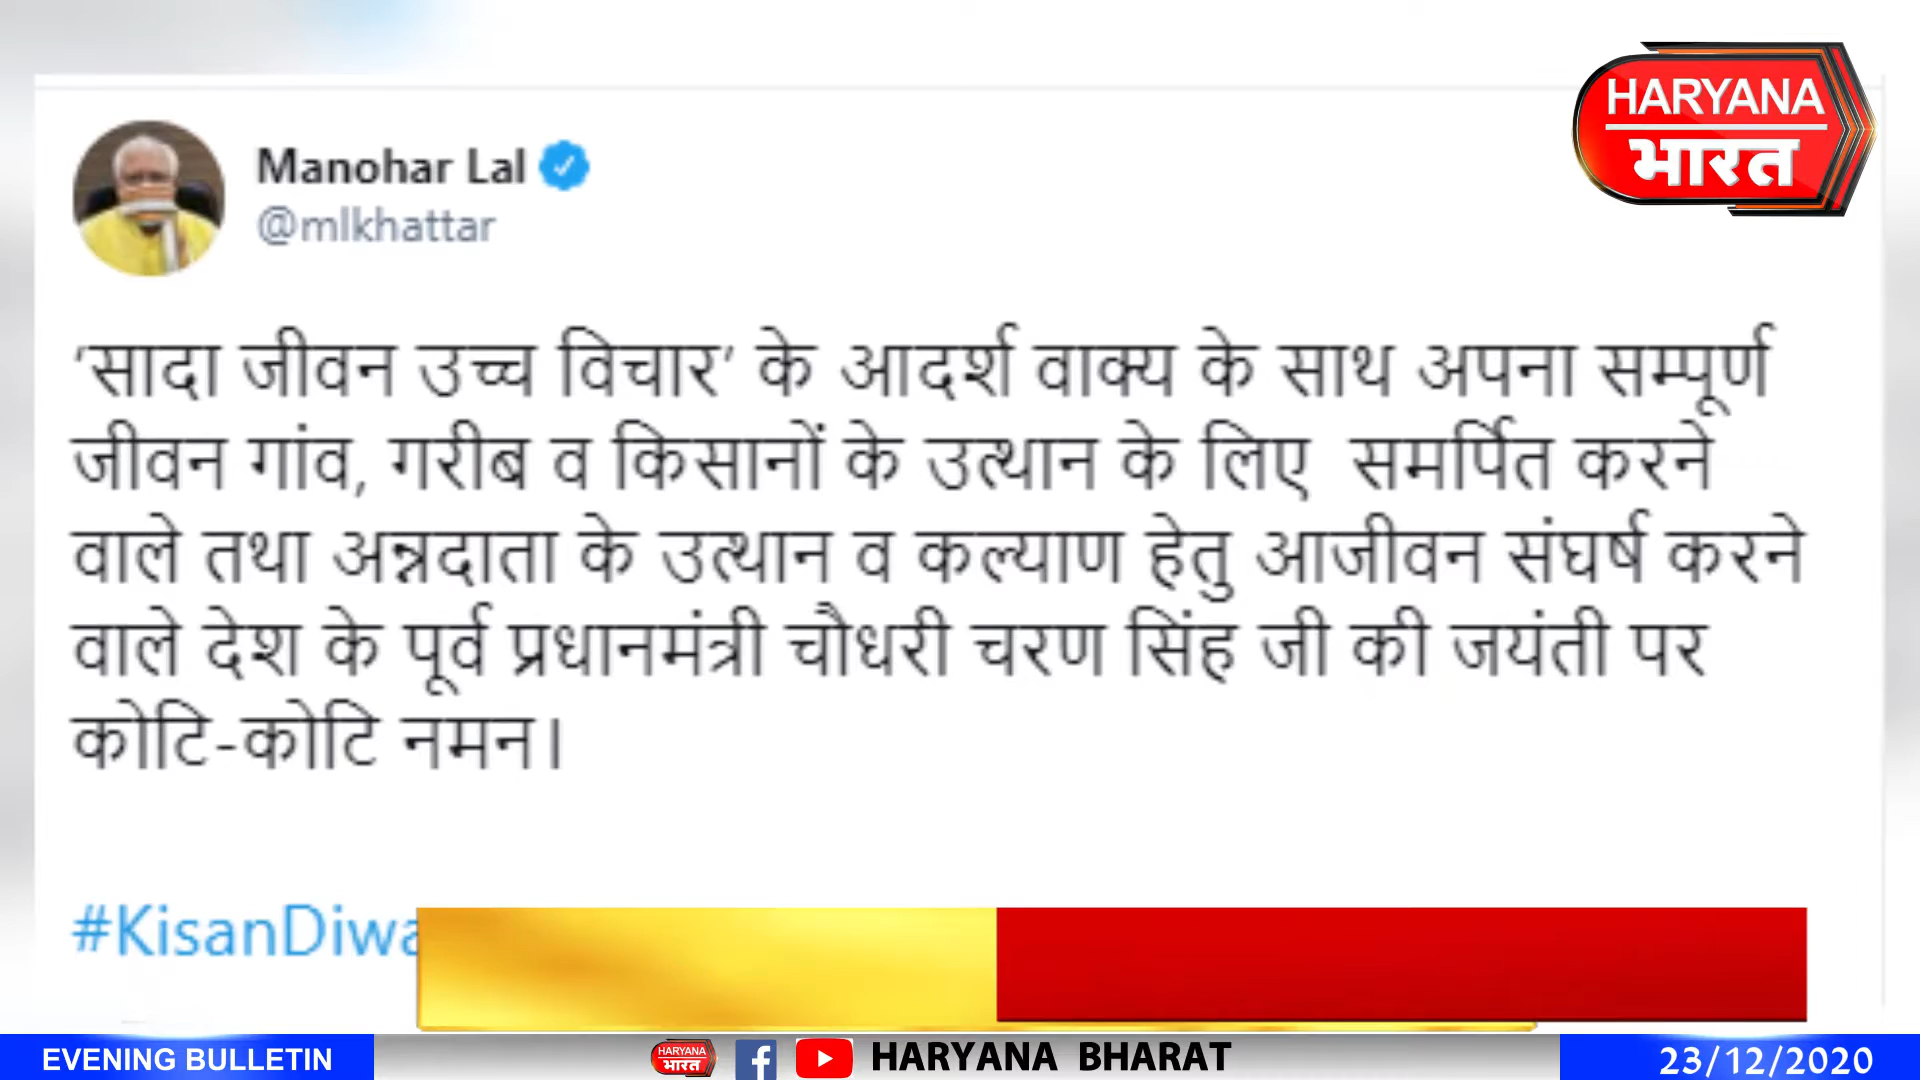 HARYANA
भारत
Manohar Lal
@mlkhattar
'सादा जीवन उच्च विचार' के आदर्श वाक्य के साथ अपना सम्पूर्ण
जीवन गांव, गरीब व किसानों के उत्थान के लिए समर्पित करने
वाले तथा अन्नदाता के उत्थान व कल्याण हेतु आजीवन संघर्ष करने
वाले देश के पूर्व प्रधानमंत्री चौधरी चरण सिंह जी की जयंती पर
कोटि-कोटि नमन।
#KisanDiwa
EVENING BULLETIN
HARYANA
भारत
HARYANA BHARAT
23/12/2020